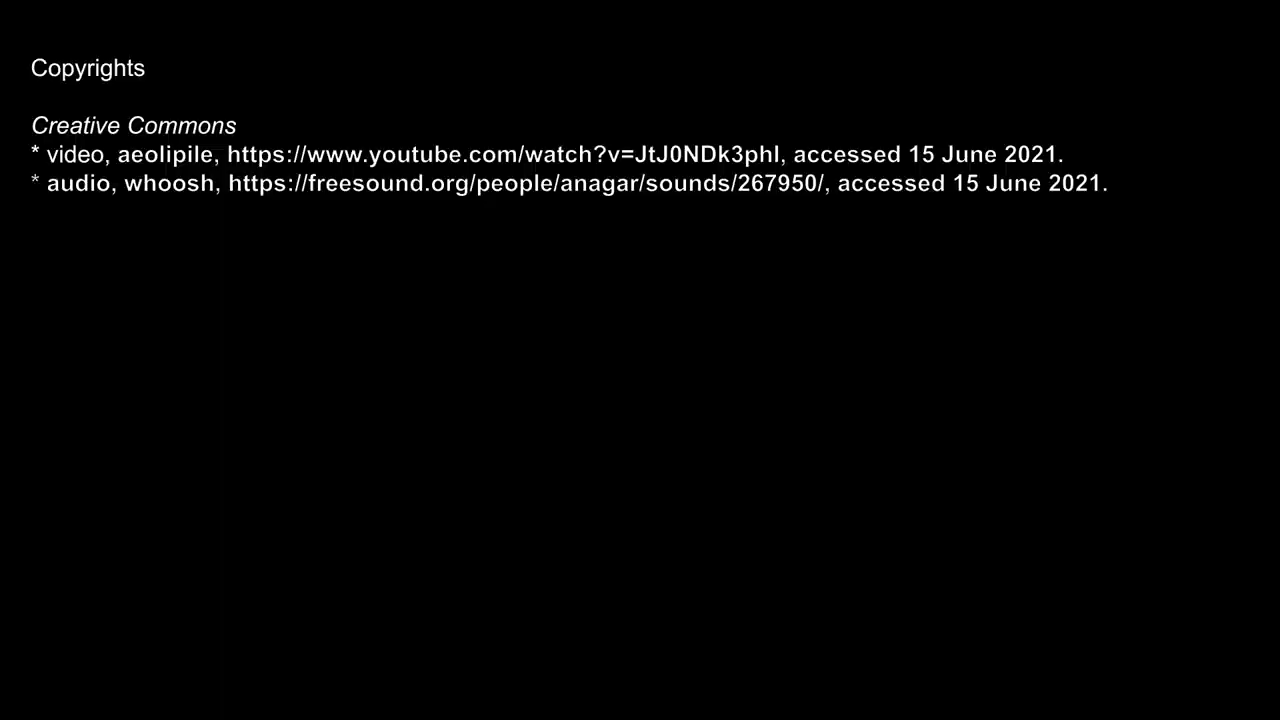 Copyrights
Creative Commons
* video, aeolipile, https://www.youtube.com/watch?v=JtJ0NDk3phI, accessed 15 June 2021.
* audio, whoosh, https://freesound.org/people/anagar/sounds/267950/, accessed 15 June 2021.